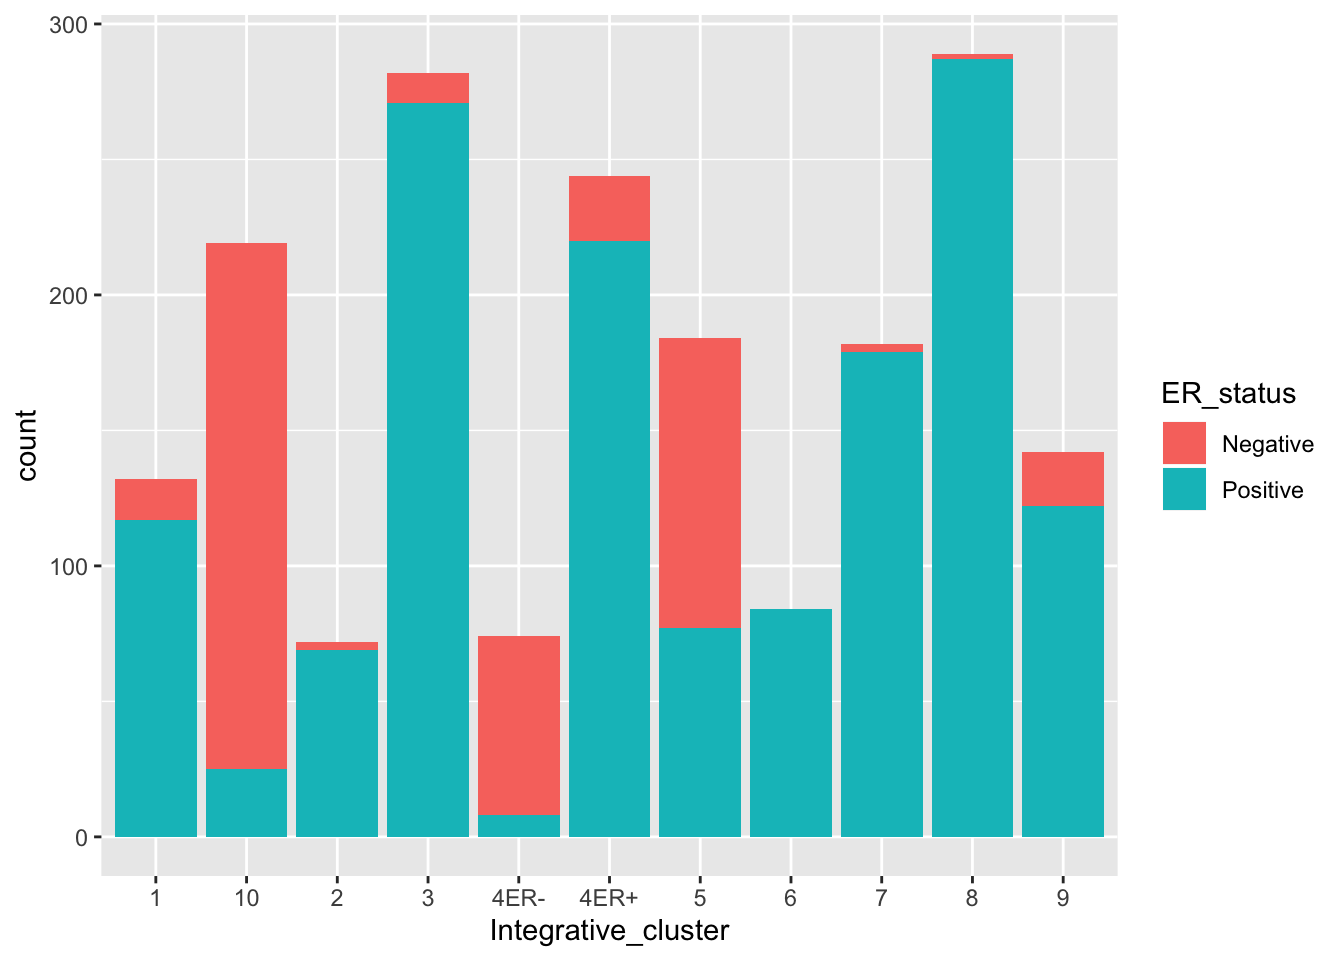 300
200
100
0
count
1 10 2 3 4ER- 4ER+ 5 6 7 8 9
Integrative_cluster
ER_status
Negative
Positive